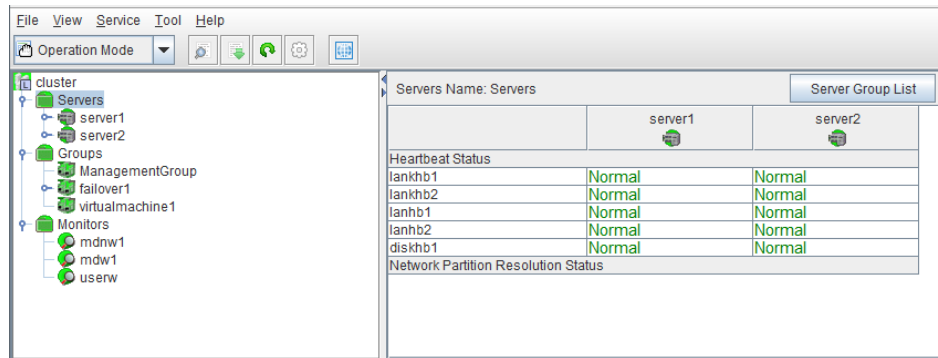 File View Service Tool Help
Operation Mode
cluster
Servers
server1
server2
Groups
ManagementGroup
failover1
virtualmachine1
Monitors
mdnw1
mdw1
userw
Servers Name: Servers
Server Group List
server1 server2
Heartbeat Status
lankhb1 Normal Normal
lankhb2 Normal Normal
lanhb1 Normal Normal
lanhb2 Normal Normal
diskhb1 Normal Normal
Network Partition Resolution Status